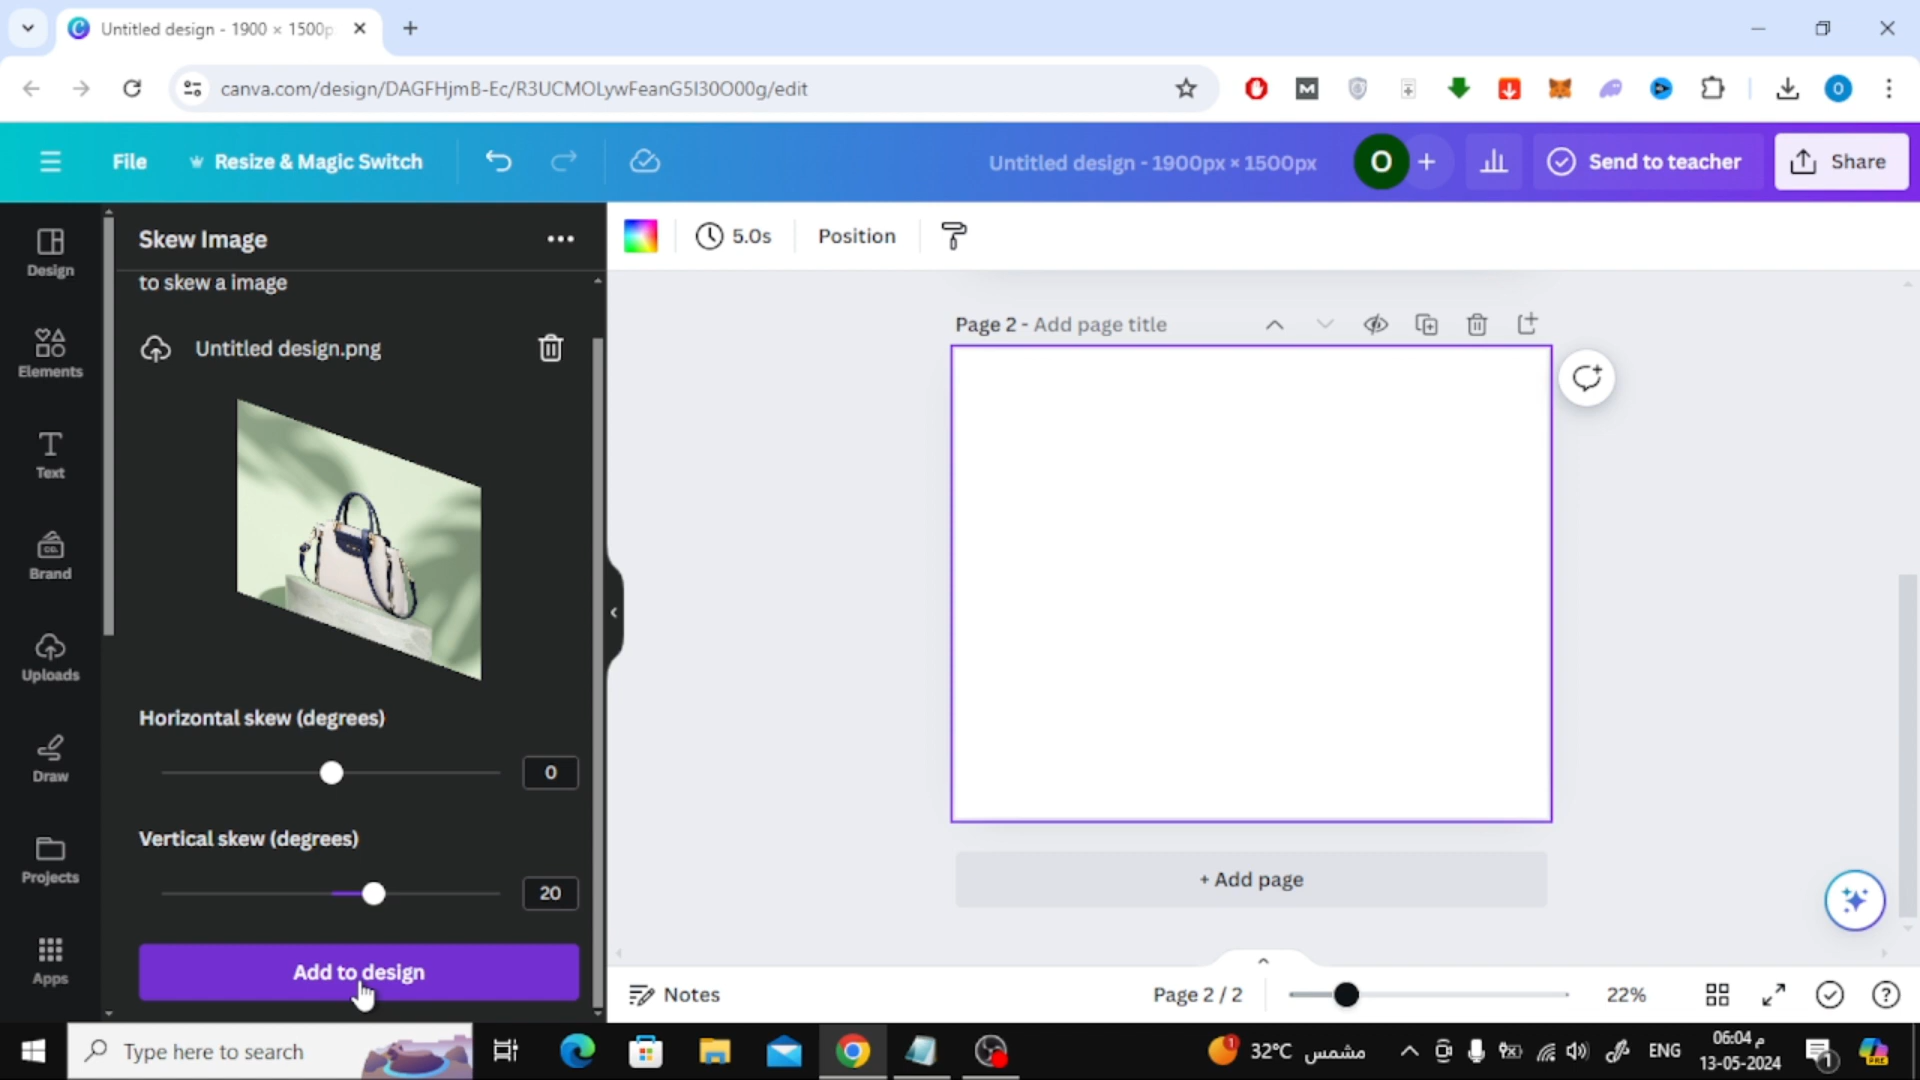 Untitled design - 1900 × 1500p
canva.com/design/DAGFHjmB-Ec/R3UCMOLywFeanG5I30O00g/edit
File
Resize & Magic Switch
Untitled design - 1900px × 1500px
O
+
Send to teacher
Share
Design
Elements
Text
Brand
Uploads
Draw
Projects
Apps
Skew Image
to skew a image
Untitled design.png
Horizontal skew (degrees)
0
Vertical skew (degrees)
20
Add to design
5.0s
Position
Page 2 - Add page title
+ Add page
Notes
Page 2 / 2
22%
Type here to search
32°C مشمس
ENG
06:04 م
13-05-2024